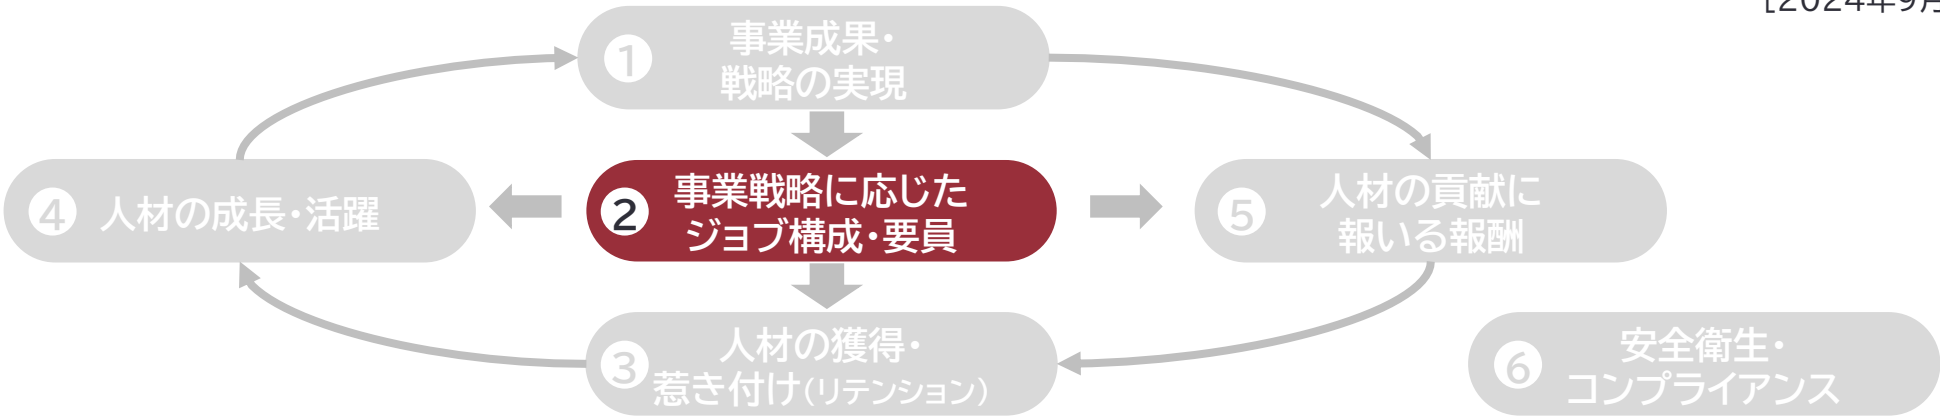 [2024年9月
1
事業成果・
戦略の実現
4
人材の成長・活躍
2
事業戦略に応じた
ジョブ構成・要員
5
人材の貢献に
報いる報酬
3
人材の獲得・
惹き付け(リテンション)
6
安全衛生・
コンプライアンス